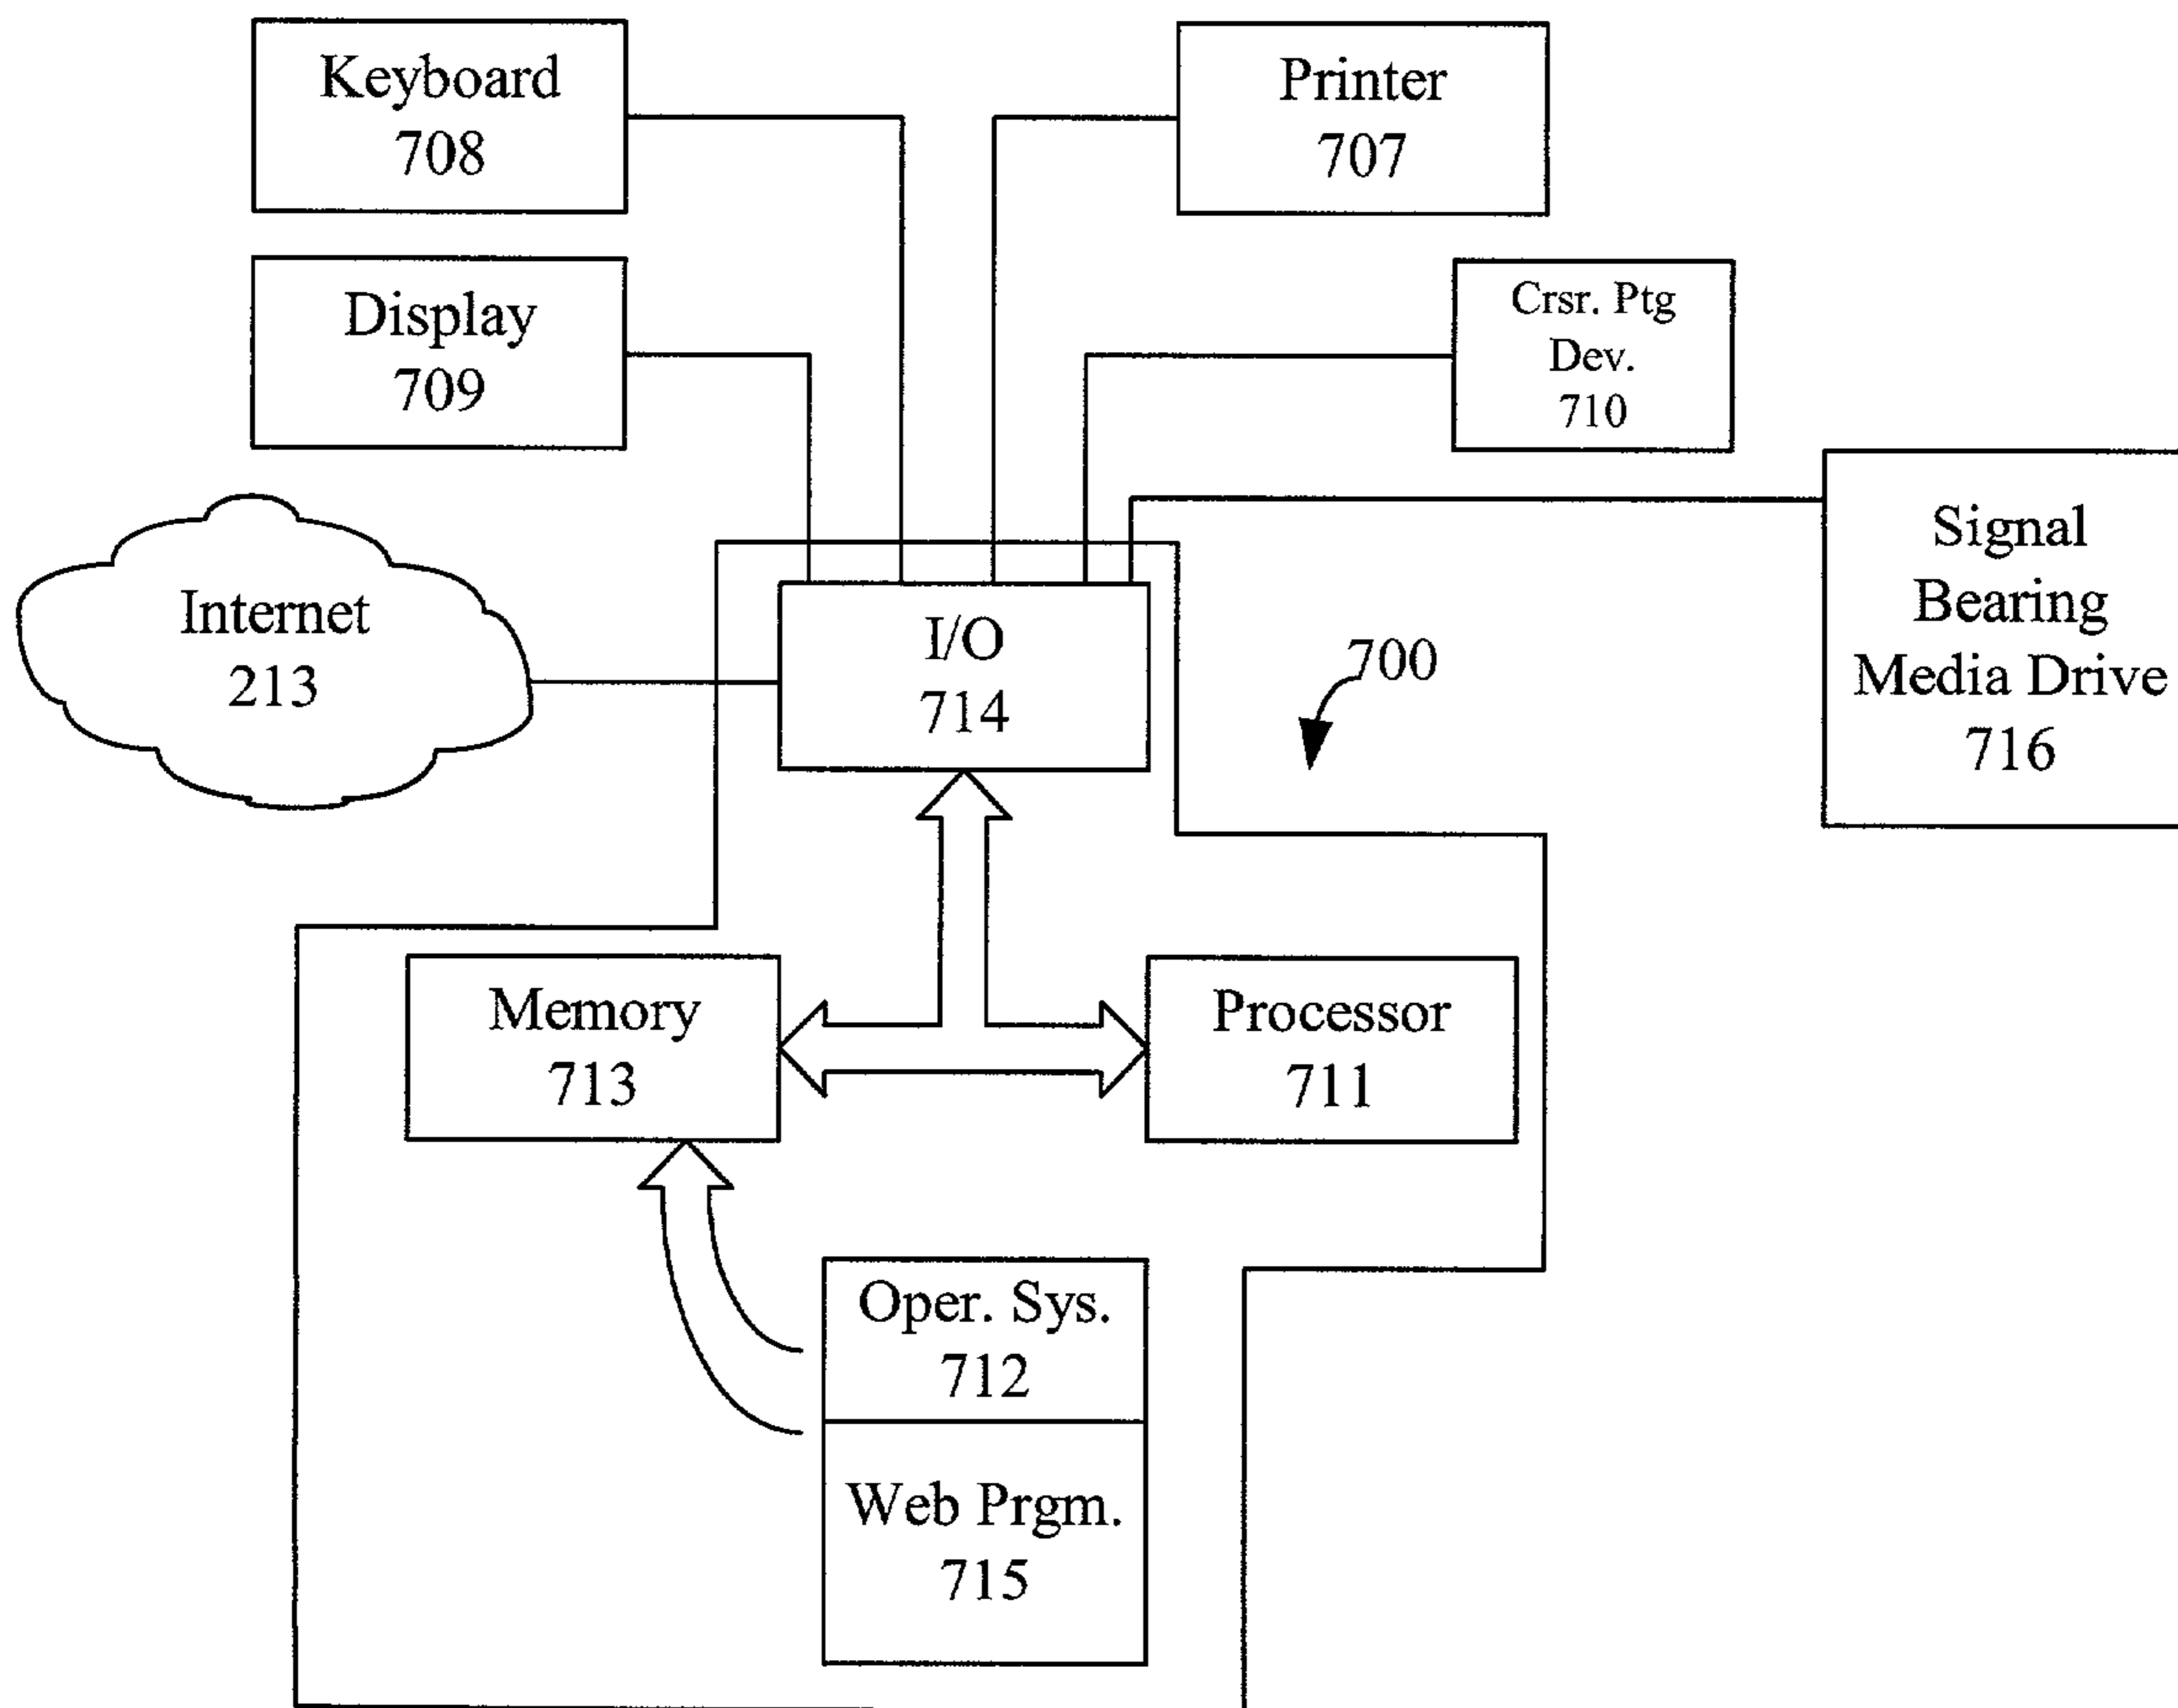 Keyboard
708
Printer
707
Display
709
Crsr. Ptg
Dev.
710
Internet
213
I/O
714
700
Signal
Bearing
Media Drive
716
Memory
713
Processor
711
Oper. Sys.
712
Web Prgm.
715